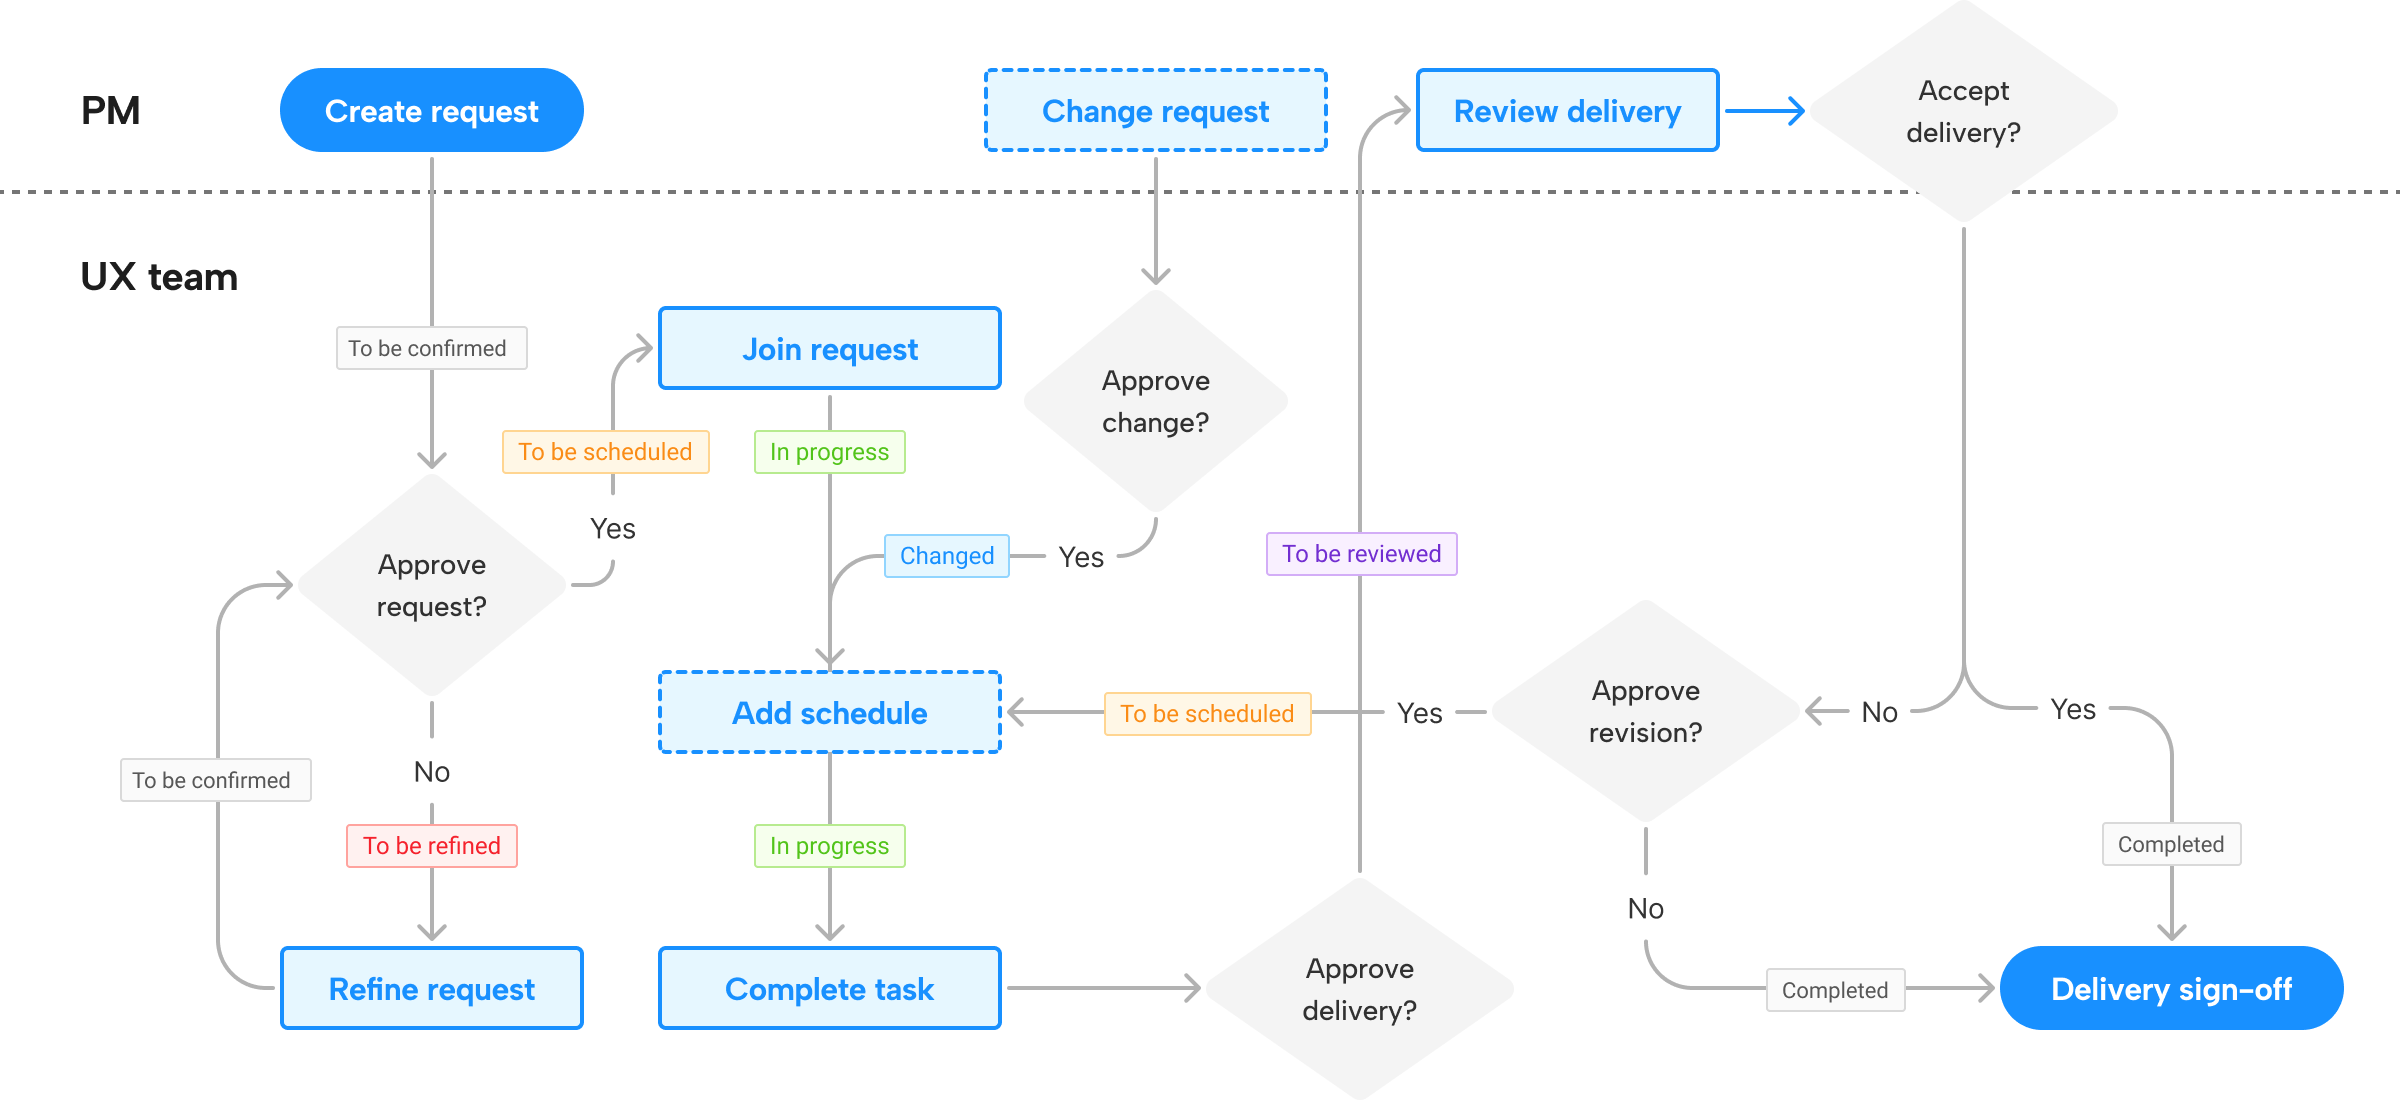 PM
Create request
Change request
Review delivery
Accept
delivery?
UX team
To be confirmed
Join request
Approve
change?
To be scheduled
In progress
Yes
Changed
Yes
To be reviewed
Approve
request?
Add schedule
To be scheduled
Yes
Approve
revision?
No
Yes
No
To be confirmed
To be refined
In progress
Completed
No
Refine request
Complete task
Approve
delivery?
Completed
Delivery sign-off